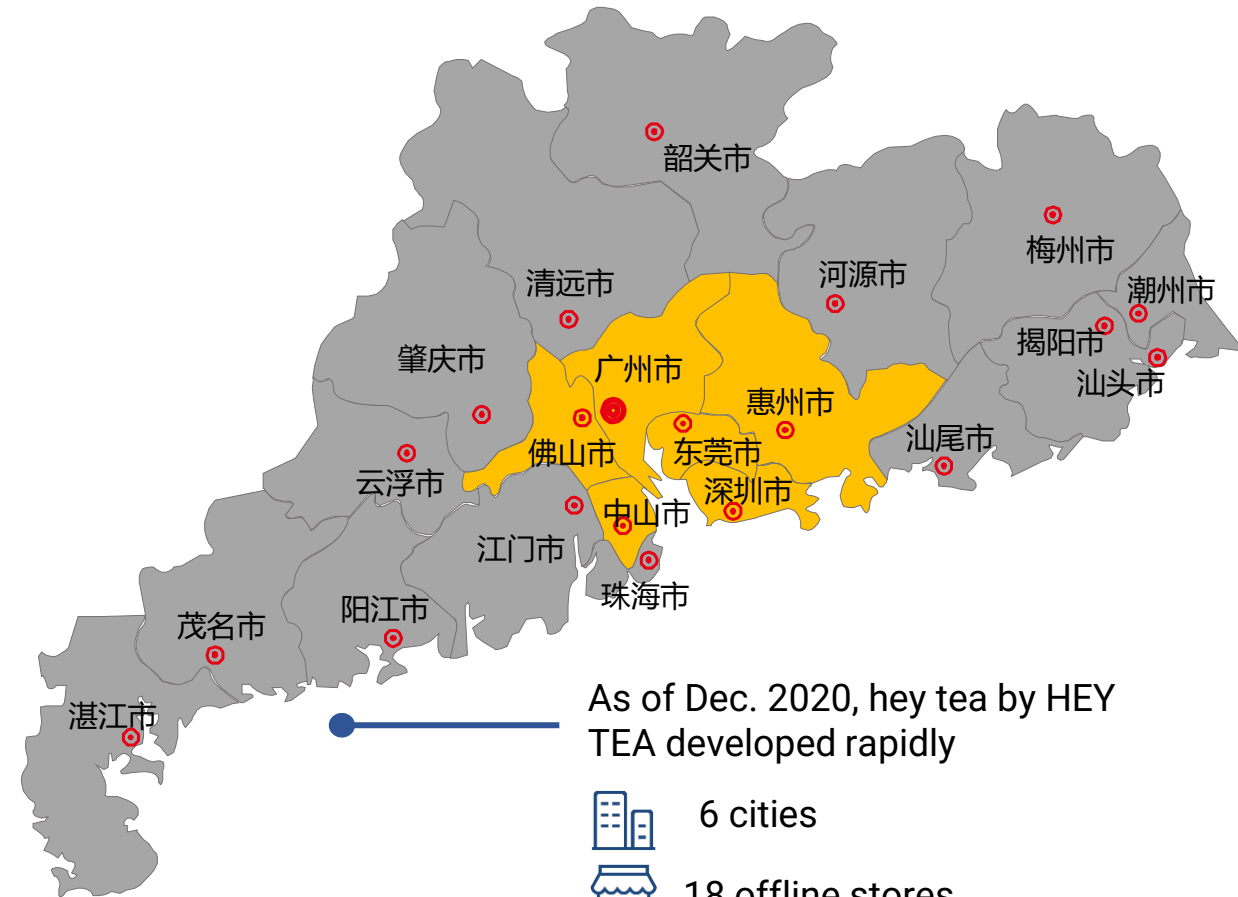 韶关市
梅州市
河源市
清远市
潮州市
揭阳市
肇庆市
广州市
汕头市
惠州市
汕尾市
佛山市
东莞市
云浮市
深圳市
中山市
江门市
珠海市
阳江市
茂名市
湛江市
As of Dec. 2020, hey tea by HEY
TEA developed rapidly
6 cities
18 offline stores